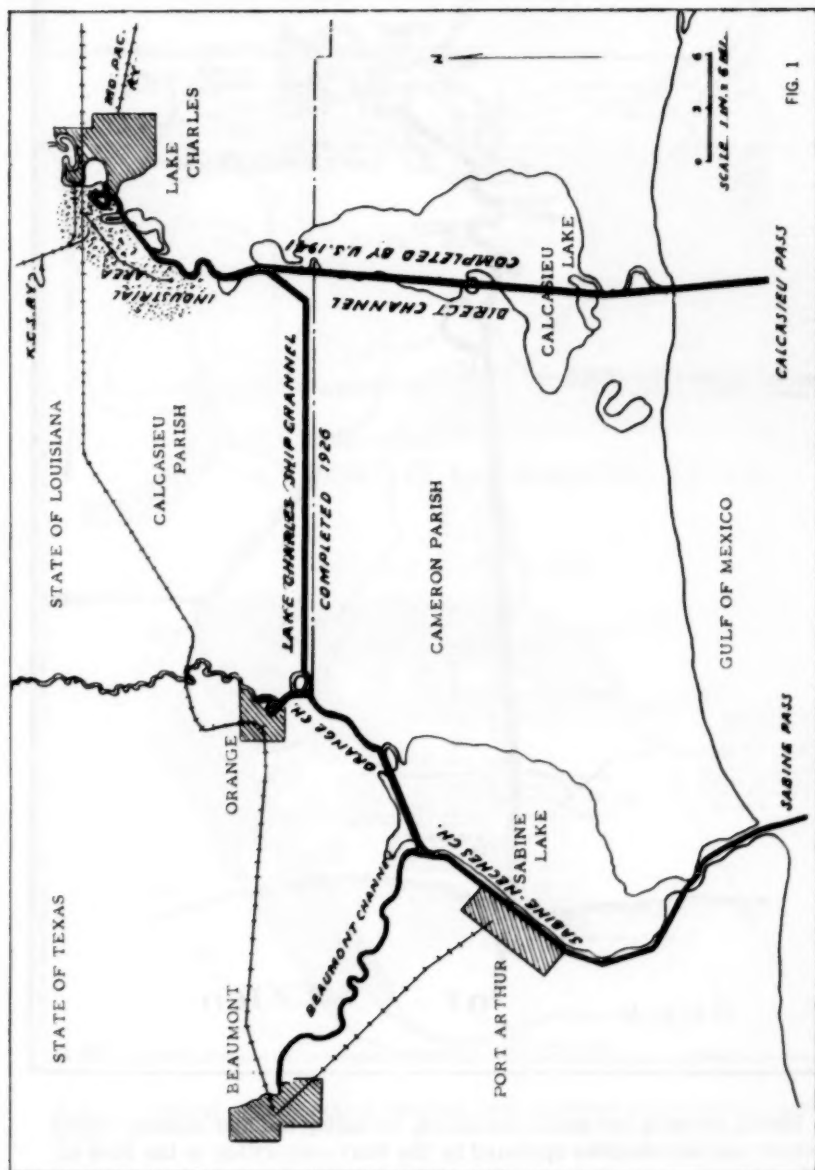 STATE OF TEXAS
STATE OF LOUISIANA
K.C.S. RY.
MO. PAC.
RY.
BEAUMONT
ORANGE
CALCASIEU
PARISH
INDUSTRIAL
AREA
LAKE
CHARLES
BEAUMONT CHANNEL
ORANGE CH.
LAKE CHARLES SHIP CHANNEL
COMPLETED 1926
PORT ARTHUR
SABINE-NECHES CH.
SABINE
LAKE
CAMERON PARISH
DIRECT CHANNEL
COMPLETED BY U.S. 1941
CALCASIEU
LAKE
N
GULF OF MEXICO
SABINE PASS
CALCASIEU PASS
0 3 6
SCALE 1 IN. = 6 MI.
FIG. 1